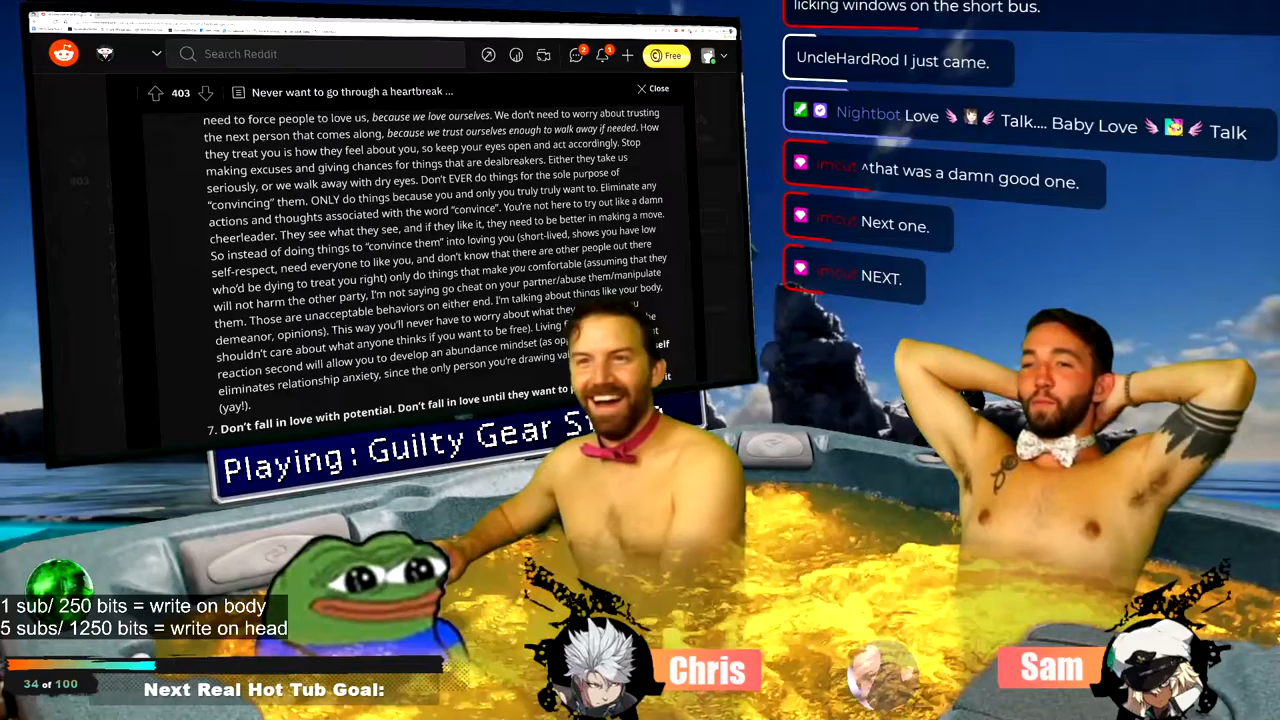 licking windows on the short bus.
UncleHardRod I just came.
Nightbot Love Talk.... Baby Love Talk
imcut ^that was a damn good one.
imcut Next one.
imcut NEXT.
Search Reddit
2
1
Free
403
Never want to go through a heartbreak ...
Close
need to force people to love us, because we love ourselves. We don't need to worry about trusting
the next person that comes along, because we trust ourselves enough to walk away if needed. How
they treat you is how they feel about you, so keep your eyes open and act accordingly. Stop
making excuses and giving chances for things that are dealbreakers. Either they take us
seriously, or we walk away with dry eyes. Don't EVER do things for the sole purpose of
“convincing” them. ONLY do things because you and only you truly truly want to. Eliminate any
actions and thoughts associated with the word “convince”. You're not here to try out like a damn
cheerleader. They see what they see, and if they like it, they need to be better in making a move.
So instead of doing things to “convince them” into loving you (short-lived, shows you have low
self-respect, need everyone to like you, and don't know that there are other people out there
who'd be dying to treat you right) only do things that make you comfortable (assuming that they
will not harm the other party, I'm not saying go cheat on your partner/abuse them/manipulate
them. Those are unacceptable behaviors on either end. I'm talking about things like your body,
demeanor, opinions). This way you'll never have to worry about what they
shouldn't care about what anyone thinks if you want to be free). Living
reaction second will allow you to develop an abundance mindset (as
eliminates relationship anxiety, since the only person you're drawing
(yay!).
7. Don't fall in love with potential. Don't fall in love until they want to
Playing: Guilty Gear
1 sub/ 250 bits = write on body
5 subs/ 1250 bits = write on head
34 of 100
Next Real Hot Tub Goal:
Chris
Sam